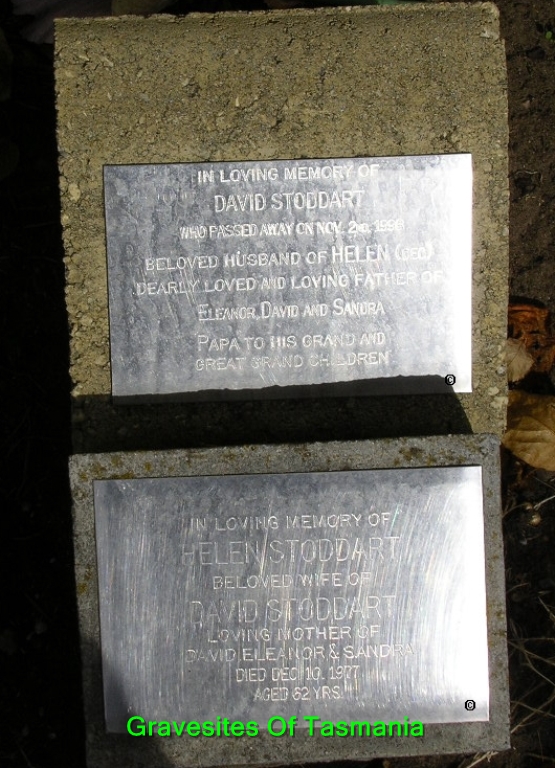 IN LOVING MEMORY OF
DAVID STODDART
WHO PASSED AWAY ON NOV. 2ND, 1996
BELOVED HUSBAND OF HELEN (DEC)
DEARLY LOVED AND LOVING FATHER OF
ELEANOR, DAVID AND SANDRA
PAPA TO HIS GRAND AND
GREAT GRAND CHILDREN
©
IN LOVING MEMORY OF
HELEN STODDART
BELOVED WIFE OF
DAVID STODDART
LOVING MOTHER OF
DAVID, ELEANOR & SANDRA
DIED DEC 10. 1977
AGED 62 YRS.
©
Gravesites Of Tasmania